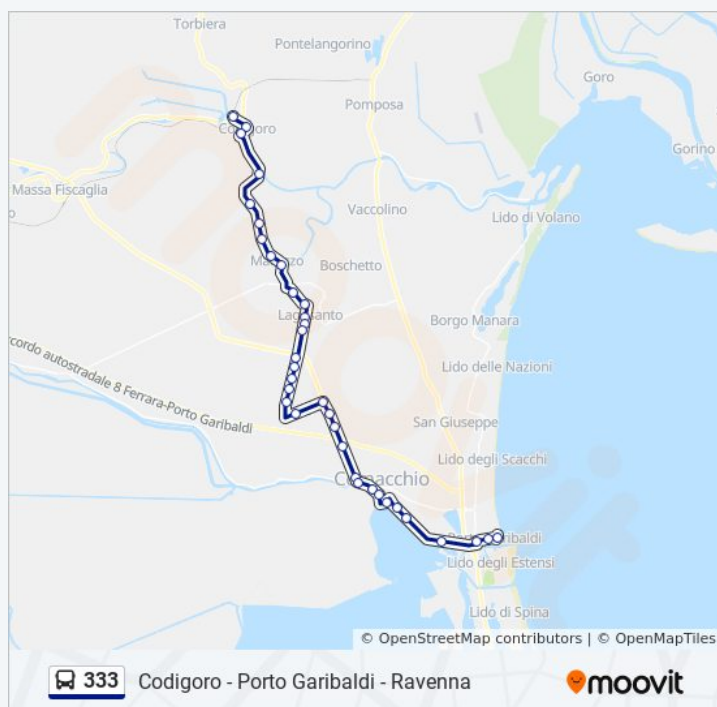 Torbiera
Pontelangorino
Goro
Pomposa
Gorino
Massa Fiscaglia
Vaccolino
Lido di Volano
Boschetto
Borgo Manara
Raccordo autostradale 8 Ferrara-Porto Garibaldi
Lido delle Nazioni
San Giuseppe
Lido degli Scacchi
Comacchio
Lido degli Estensi
Lido di Spina
© OpenStreetMap contributors | © OpenMapTiles
333 Codigoro - Porto Garibaldi - Ravenna
moovit